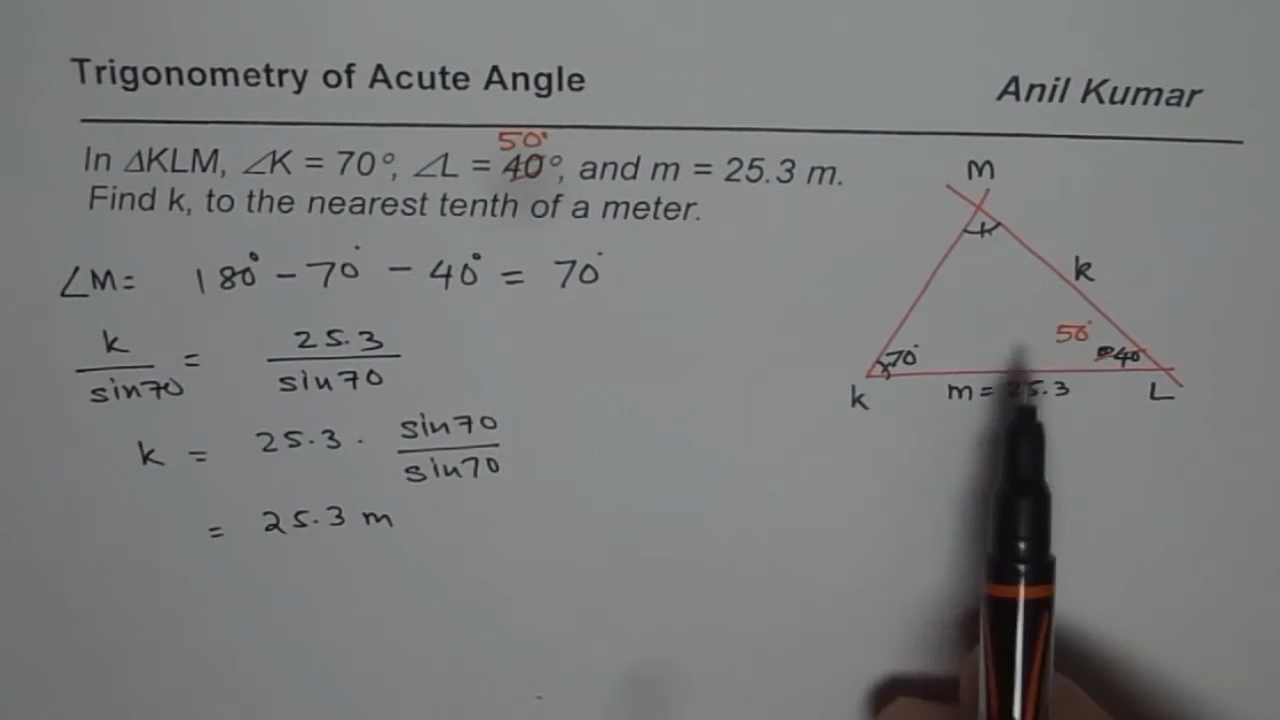 Trigonometry of Acute Angle
Anil Kumar
50°
In ΔKLM, ∠K = 70°, ∠L = 40°, and m = 25.3 m.
Find k, to the nearest tenth of a meter.
∠M = 180° - 70° - 40° = 70°
k/sin70 = 25.3/sin70
k = 25.3 · sin70/sin70
= 25.3 m
M
k
50°
70° 40°
k m = 25.3 L